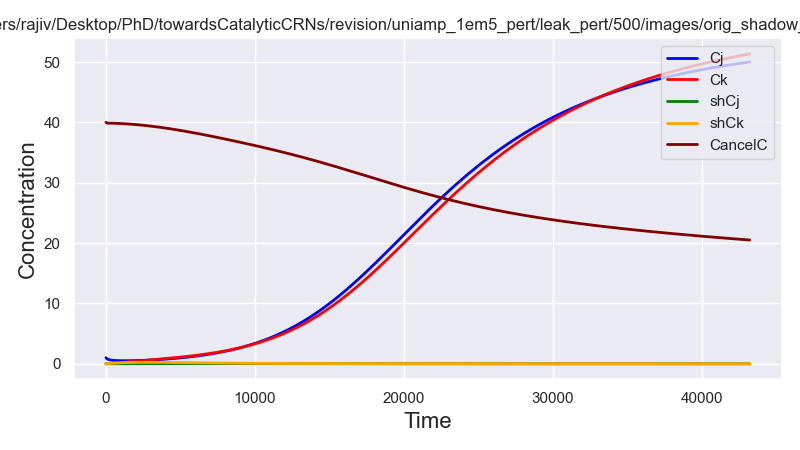 ers/rajiv/Desktop/PhD/towardsCatalyticCRNs/revision/uniamp_1em5_pert/leak_pert/500/images/orig_shadow_
Concentration
50
40
30
20
10
0
Cj
Ck
shCj
shCk
CancelC
0 10000 20000 30000 40000
Time